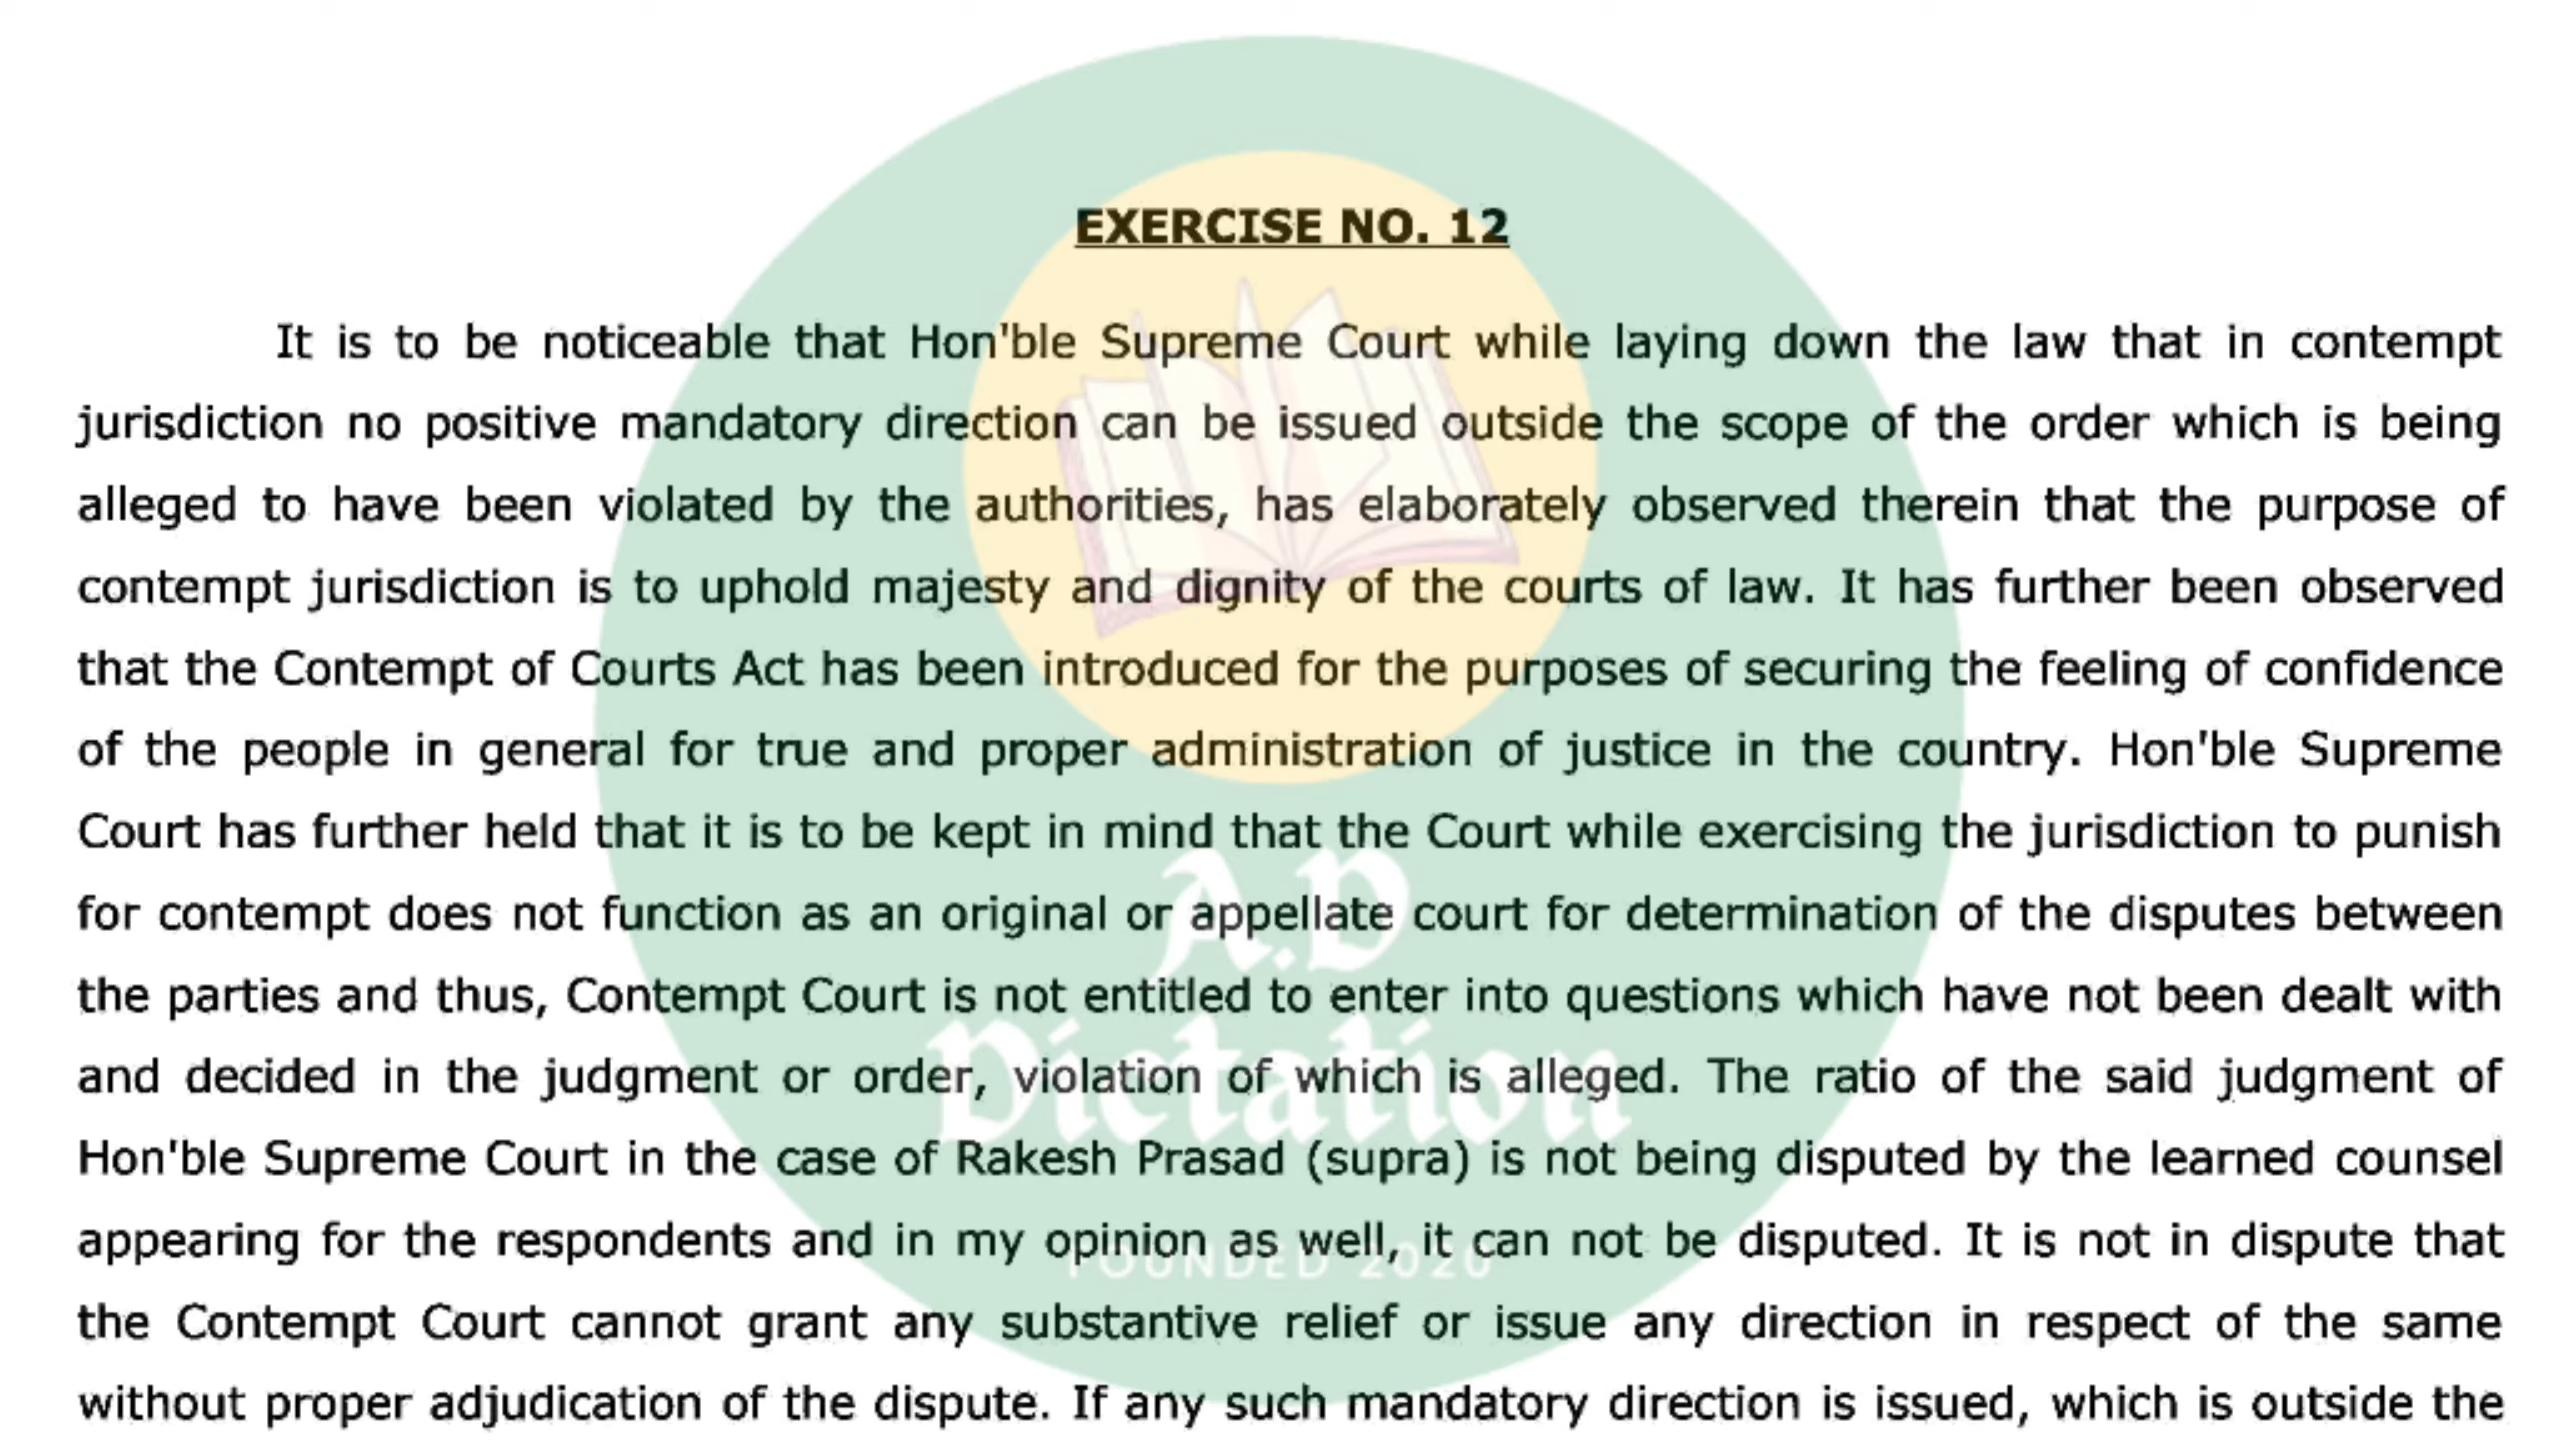 EXERCISE NO. 12
It is to be noticeable that Hon'ble Supreme Court while laying down the law that in contempt
jurisdiction no positive mandatory direction can be issued outside the scope of the order which is being
alleged to have been violated by the authorities, has elaborately observed therein that the purpose of
contempt jurisdiction is to uphold majesty and dignity of the courts of law. It has further been observed
that the Contempt of Courts Act has been introduced for the purposes of securing the feeling of confidence
of the people in general for true and proper administration of justice in the country. Hon'ble Supreme
Court has further held that it is to be kept in mind that the Court while exercising the jurisdiction to punish
for contempt does not function as an original or appellate court for determination of the disputes between
the parties and thus, Contempt Court is not entitled to enter into questions which have not been dealt with
and decided in the judgment or order, violation of which is alleged. The ratio of the said judgment of
Hon'ble Supreme Court in the case of Rakesh Prasad (supra) is not being disputed by the learned counsel
appearing for the respondents and in my opinion as well, it can not be disputed. It is not in dispute that
the Contempt Court cannot grant any substantive relief or issue any direction in respect of the same
without proper adjudication of the dispute. If any such mandatory direction is issued, which is outside the
A.D
Dictation
FOUNDED 2020